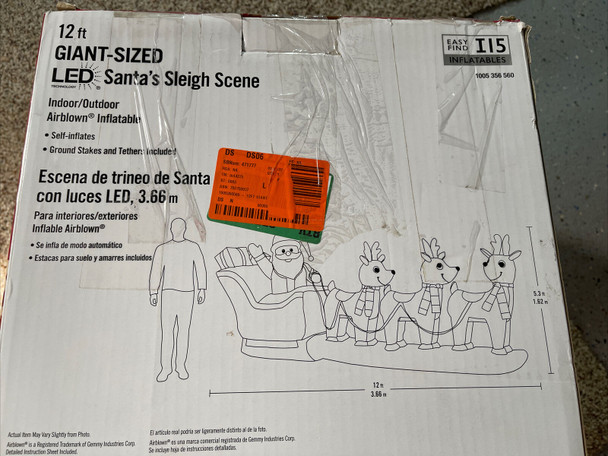 12 ft
GIANT-SIZED
LED Santa's Sleigh Scene
TECHNOLOGY
Indoor/Outdoor
Airblown® Inflatable
• Self-inflates
• Ground Stakes and Tethers Included
Escena de trineo de Santa
con luces LED, 3.66 m
Para interiores/exteriores
Inflable Airblown®
• Se infla de modo automático
• Estacas para suelo y amarres incluidos
EASY
FIND
I15
INFLATABLES
1005 356 560
DS DS06
L
5.3 ft
1.62 m
12 ft
3.66 m
Actual Item May Vary Slightly from Photo.
Airblown® is a Registered Trademark of Gemmy Industries Corp.
Detailed Instruction Sheet Included.
El artículo real podría ser ligeramente distinto al de la foto.
Airblown® es una marca comercial registrada de Gemmy Industries Corp.
Se incluye hoja de instrucciones detalladas.